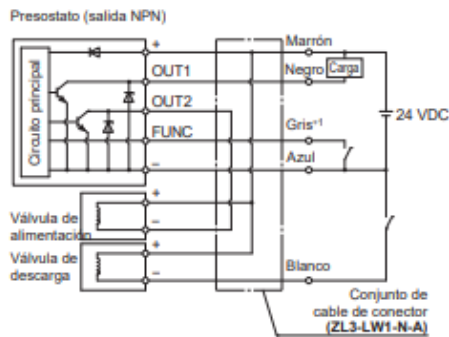 Presostato (salida NPN)
Circuito principal
+
OUT1
OUT2
FUNC
−
Marrón
Negro
Carga
24 VDC
Gris*1
Azul
Válvula de
alimentación
+
−
Válvula de
descarga
+
−
Blanco
Conjunto de
cable de conector
(ZL3-LW1-N-A)